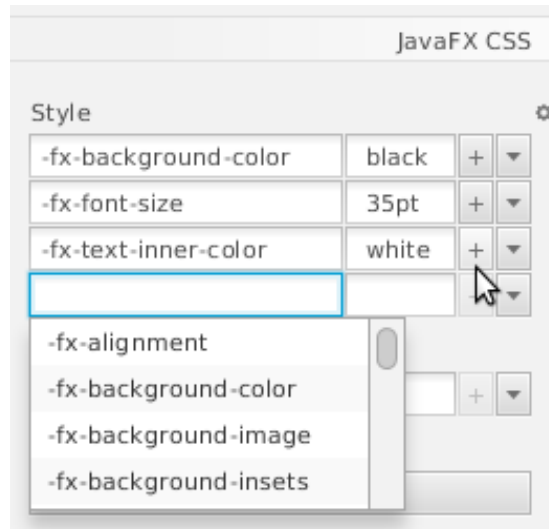 JavaFX CSS
Style
-fx-background-color black +
-fx-font-size 35pt +
-fx-text-inner-color white +
-fx-alignment
-fx-background-color
+
-fx-background-image
-fx-background-insets